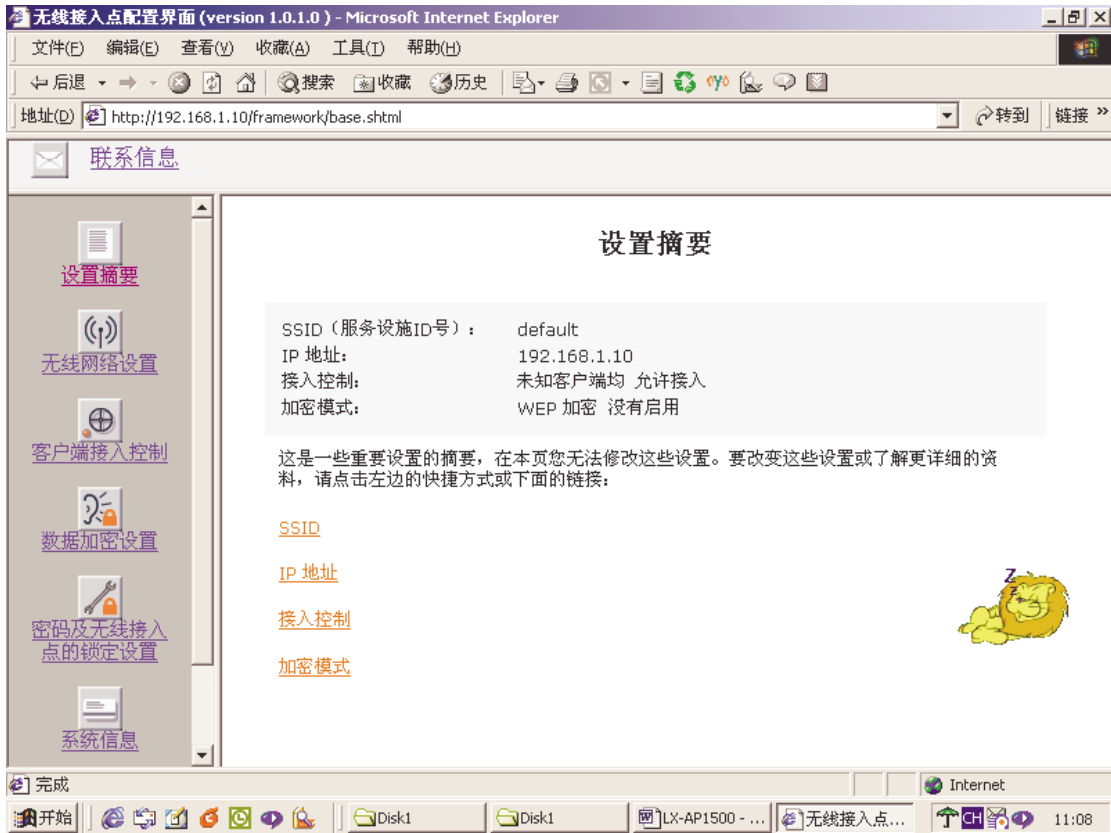 无线接入点配置界面 (version 1.0.1.0 ) - Microsoft Internet Explorer
文件(F) 编辑(E) 查看(V) 收藏(A) 工具(T) 帮助(H)
后退 搜索 收藏 历史
地址(D) http://192.168.1.10/framework/base.shtml 转到 链接 »
联系信息
设置摘要
无线网络设置
客户端接入控制
数据加密设置
密码及无线接入
点的锁定设置
系统信息
设置摘要
SSID（服务设施ID号）： default
IP 地址: 192.168.1.10
接入控制: 未知客户端均 允许接入
加密模式: WEP 加密 没有启用
这是一些重要设置的摘要，在本页您无法修改这些设置。要改变这些设置或了解更详细的资
料，请点击左边的快捷方式或下面的链接：
SSID
IP 地址
接入控制
加密模式
Z
z
完成 Internet
开始 Disk1 Disk1 LX-AP1500 - ... 无线接入点... CH 11:08